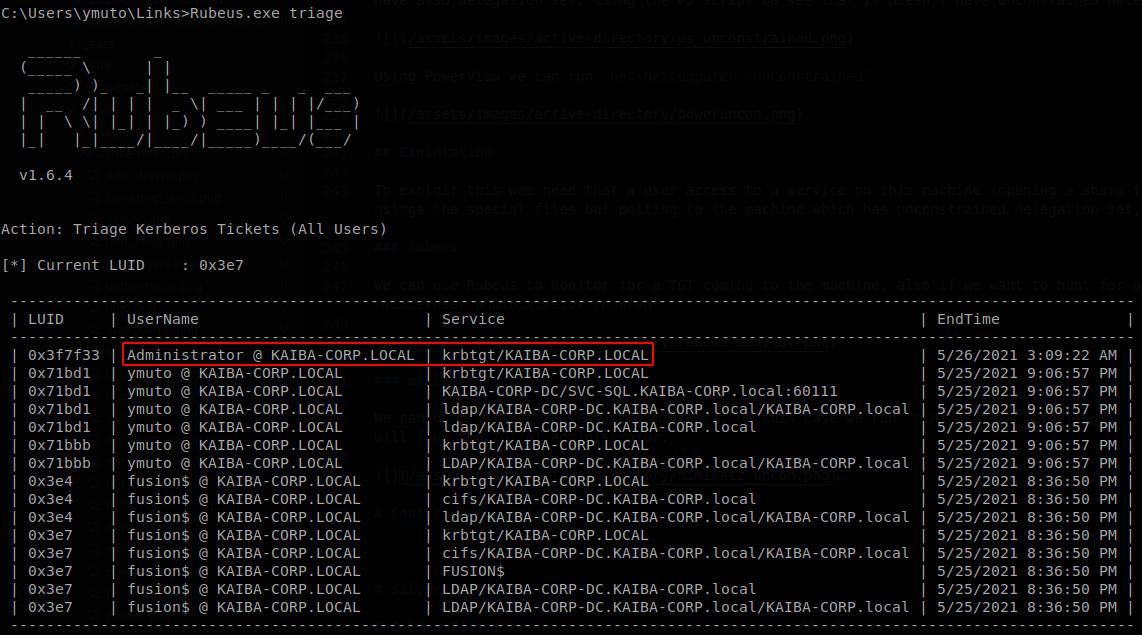 C:\Users\ymuto\Links>Rubeus.exe triage
v1.6.4
Action: Triage Kerberos Tickets (All Users)
[*] Current LUID    : 0x3e7
| LUID     | UserName                          | Service                                             | EndTime              |
| 0x3f7f33 | Administrator @ KAIBA-CORP.LOCAL | krbtgt/KAIBA-CORP.LOCAL | 5/26/2021 3:09:22 AM |
| 0x71bd1 | ymuto @ KAIBA-CORP.LOCAL | krbtgt/KAIBA-CORP.LOCAL | 5/25/2021 9:06:57 PM |
| 0x71bd1 | ymuto @ KAIBA-CORP.LOCAL | KAIBA-CORP-DC/SVC-SQL.KAIBA-CORP.local:60111 | 5/25/2021 9:06:57 PM |
| 0x71bd1 | ymuto @ KAIBA-CORP.LOCAL | ldap/KAIBA-CORP-DC.KAIBA-CORP.local/KAIBA-CORP.local | 5/25/2021 9:06:57 PM |
| 0x71bd1 | ymuto @ KAIBA-CORP.LOCAL | ldap/KAIBA-CORP-DC.KAIBA-CORP.local | 5/25/2021 9:06:57 PM |
| 0x71bbb | ymuto @ KAIBA-CORP.LOCAL | krbtgt/KAIBA-CORP.LOCAL | 5/25/2021 9:06:57 PM |
| 0x71bbb | ymuto @ KAIBA-CORP.LOCAL | LDAP/KAIBA-CORP-DC.KAIBA-CORP.local/KAIBA-CORP.local | 5/25/2021 9:06:57 PM |
| 0x3e4 | fusion$ @ KAIBA-CORP.LOCAL | krbtgt/KAIBA-CORP.LOCAL | 5/25/2021 8:36:50 PM |
| 0x3e4 | fusion$ @ KAIBA-CORP.LOCAL | cifs/KAIBA-CORP-DC.KAIBA-CORP.local | 5/25/2021 8:36:50 PM |
| 0x3e4 | fusion$ @ KAIBA-CORP.LOCAL | ldap/KAIBA-CORP-DC.KAIBA-CORP.local/KAIBA-CORP.local | 5/25/2021 8:36:50 PM |
| 0x3e7 | fusion$ @ KAIBA-CORP.LOCAL | krbtgt/KAIBA-CORP.LOCAL | 5/25/2021 8:36:50 PM |
| 0x3e7 | fusion$ @ KAIBA-CORP.LOCAL | cifs/KAIBA-CORP-DC.KAIBA-CORP.local/KAIBA-CORP.local | 5/25/2021 8:36:50 PM |
| 0x3e7 | fusion$ @ KAIBA-CORP.LOCAL | FUSION$ | 5/25/2021 8:36:50 PM |
| 0x3e7 | fusion$ @ KAIBA-CORP.LOCAL | LDAP/KAIBA-CORP-DC.KAIBA-CORP.local | 5/25/2021 8:36:50 PM |
| 0x3e7 | fusion$ @ KAIBA-CORP.LOCAL | LDAP/KAIBA-CORP-DC.KAIBA-CORP.local/KAIBA-CORP.local | 5/25/2021 8:36:50 PM |